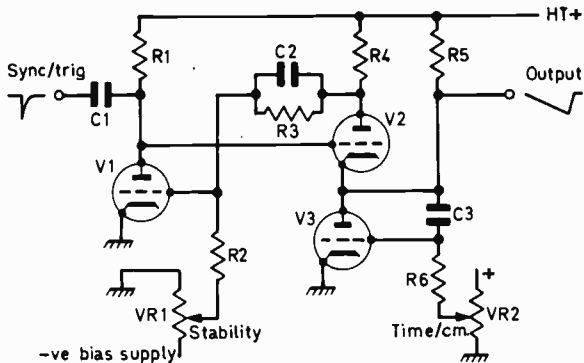 HT+
R1
R4
R5
C2
Sync/trig
Output
C1
R3
V2
V1
V3
C3
R2
R6
+
VR1
Stability
VR2
Time/cm.
-ve bias supply